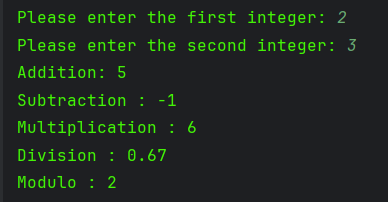 Please enter the first integer: 2
Please enter the second integer: 3
Addition: 5
Subtraction : -1
Multiplication : 6
Division : 0.67
Modulo : 2